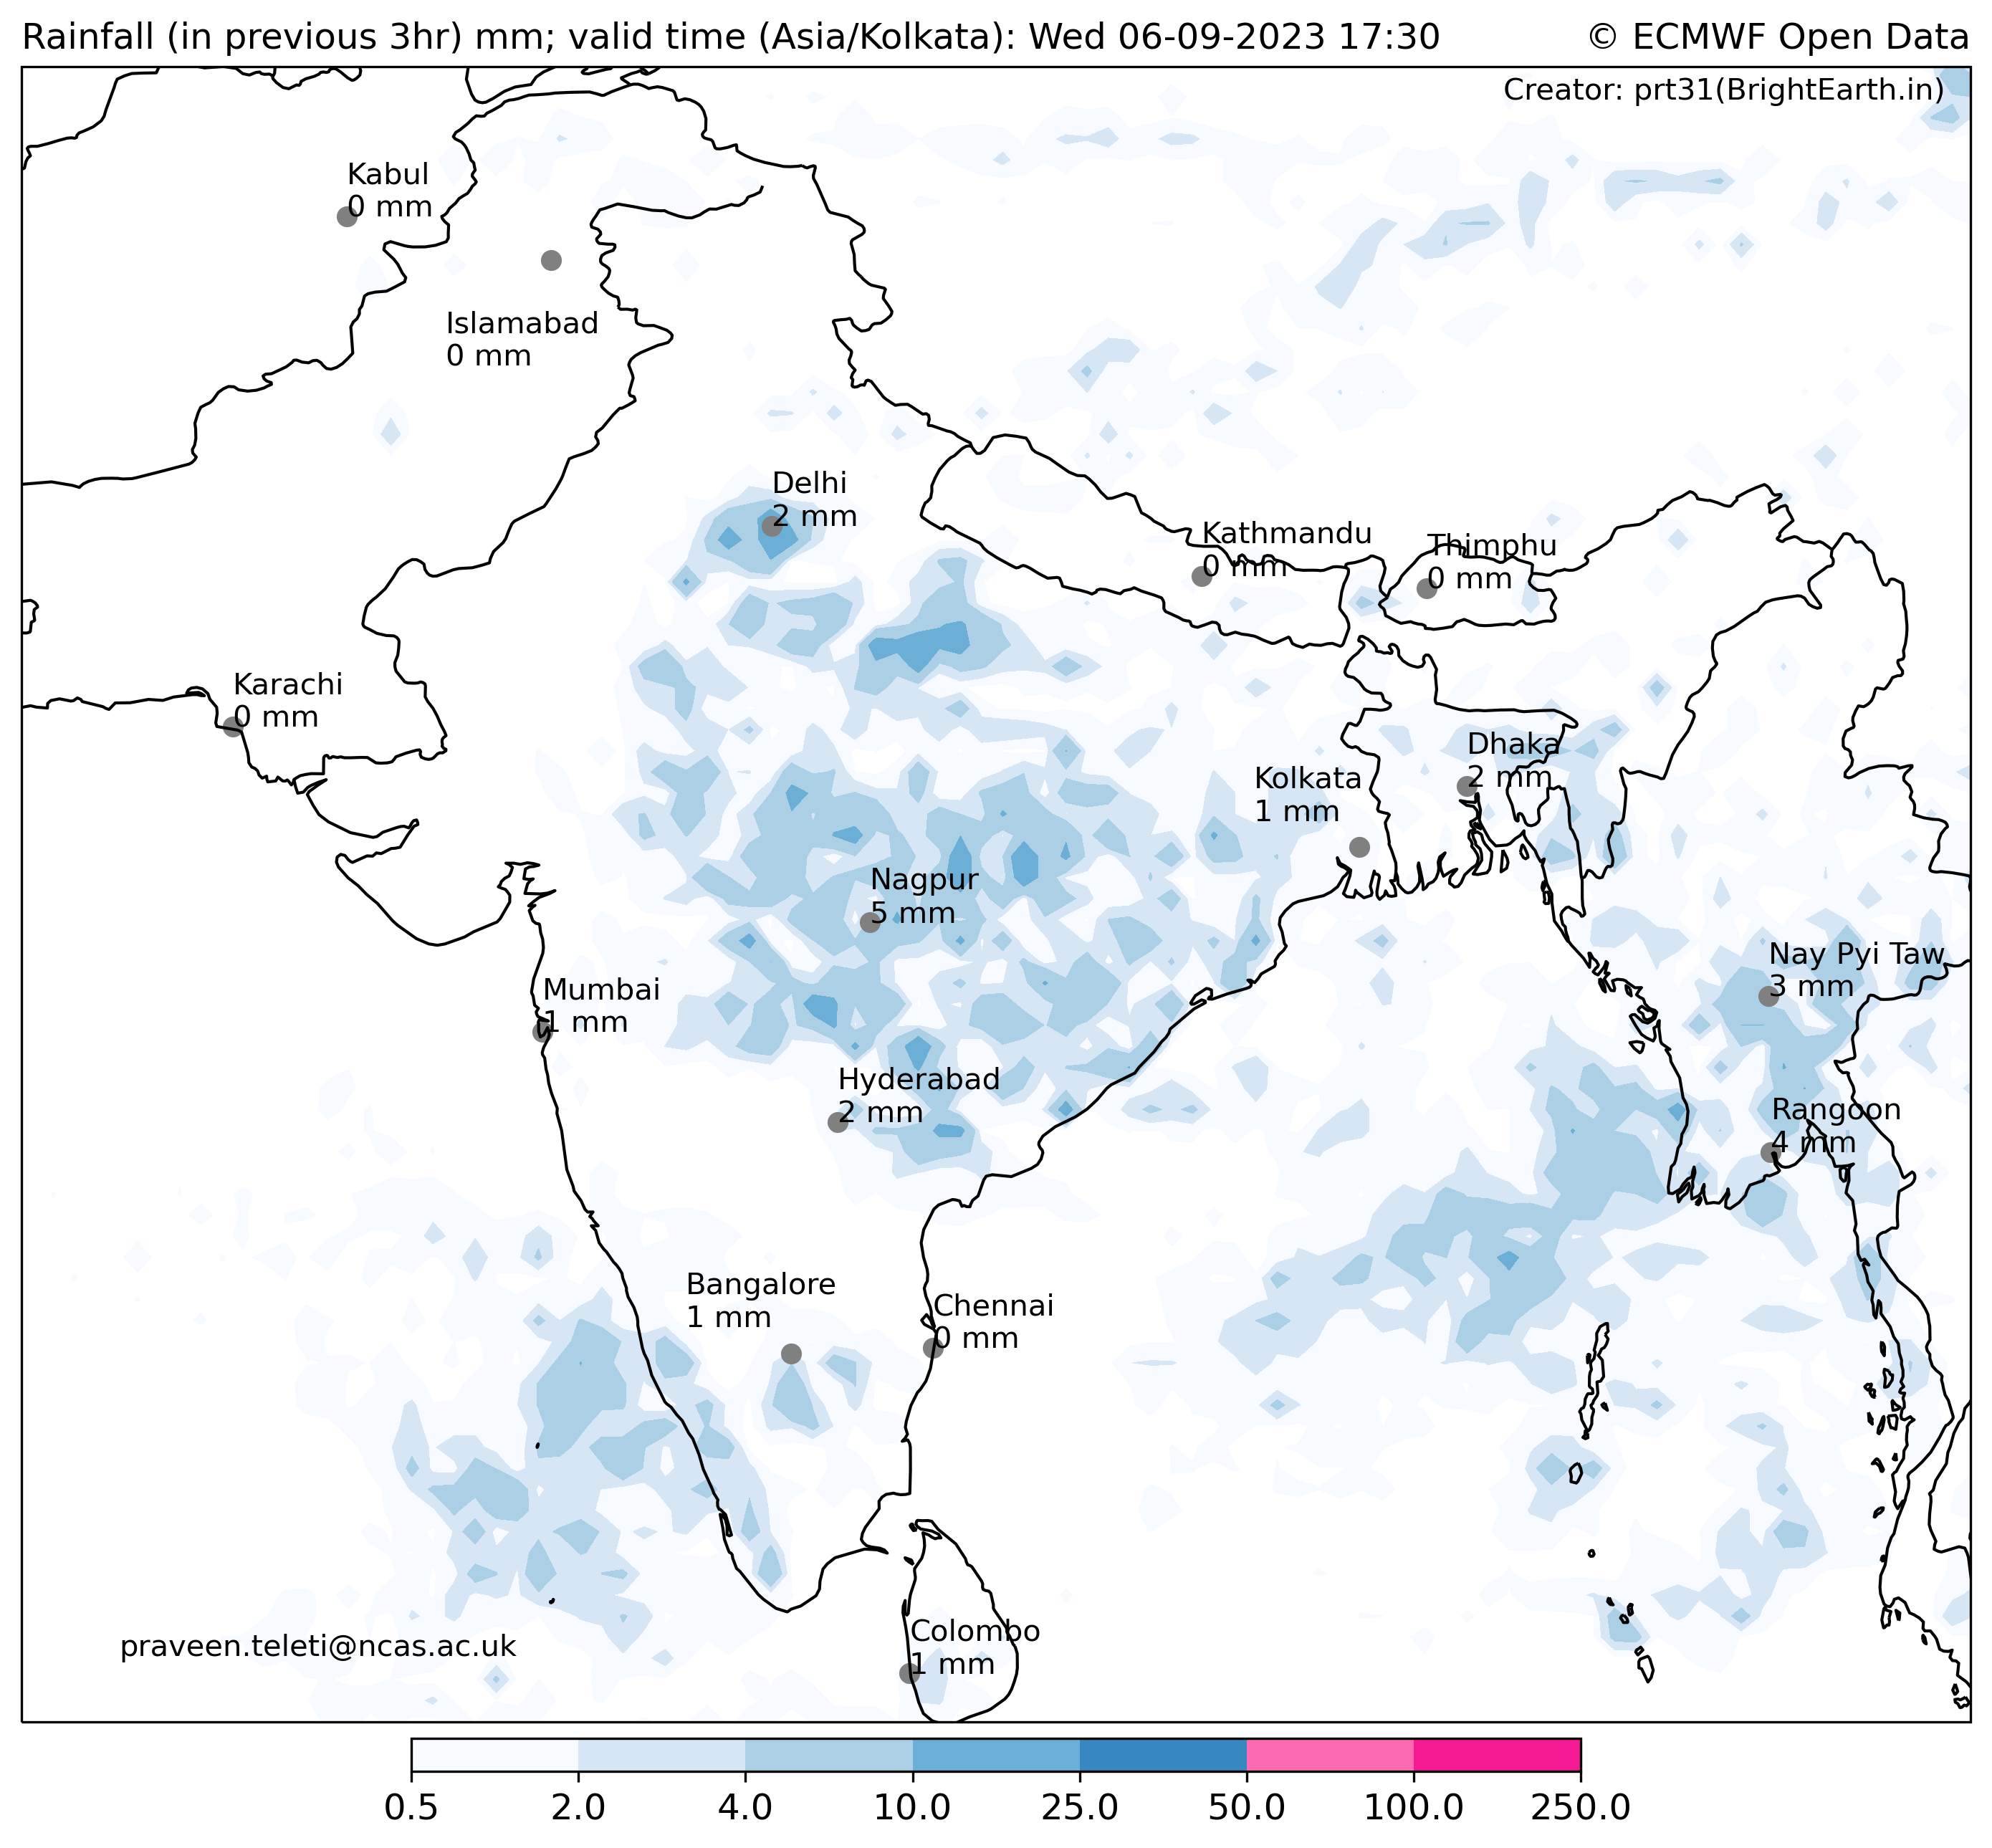 Rainfall (in previous 3hr) mm; valid time (Asia/Kolkata): Wed 06-09-2023 17:30
© ECMWF Open Data
Creator: prt31(BrightEarth.in)
Kabul
0 mm
Islamabad
0 mm
Delhi
2 mm
Kathmandu
0 mm
Thimphu
0 mm
Karachi
0 mm
Dhaka
2 mm
Kolkata
1 mm
Nagpur
5 mm
Nay Pyi Taw
3 mm
Mumbai
1 mm
Hyderabad
2 mm
Rangoon
4 mm
Bangalore
1 mm
Chennai
0 mm
Colombo
1 mm
praveen.teleti@ncas.ac.uk
0.5 2.0 4.0 10.0 25.0 50.0 100.0 250.0